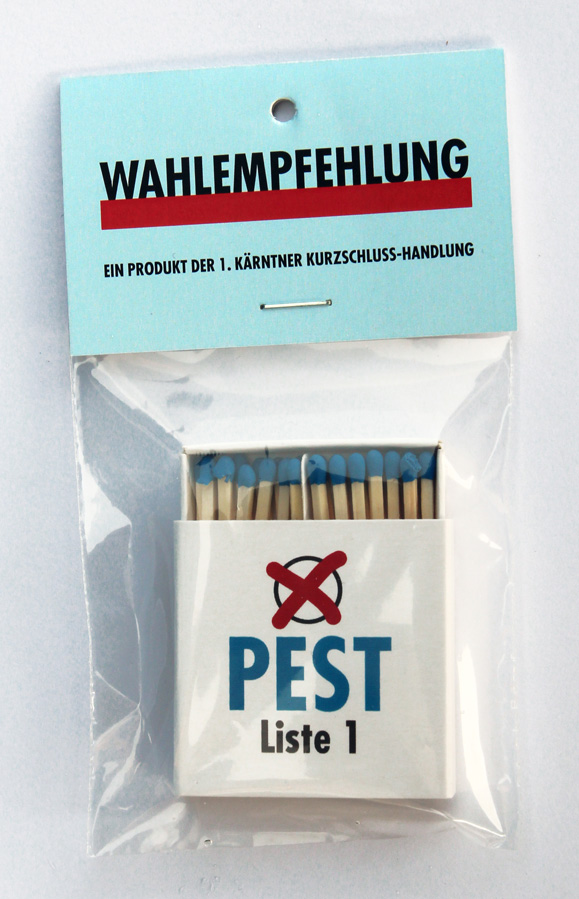 WAHLEMPFEHLUNG
EIN PRODUKT DER 1. KÄRNTNER KURZSCHLUSS-HANDLUNG
PEST
Liste 1